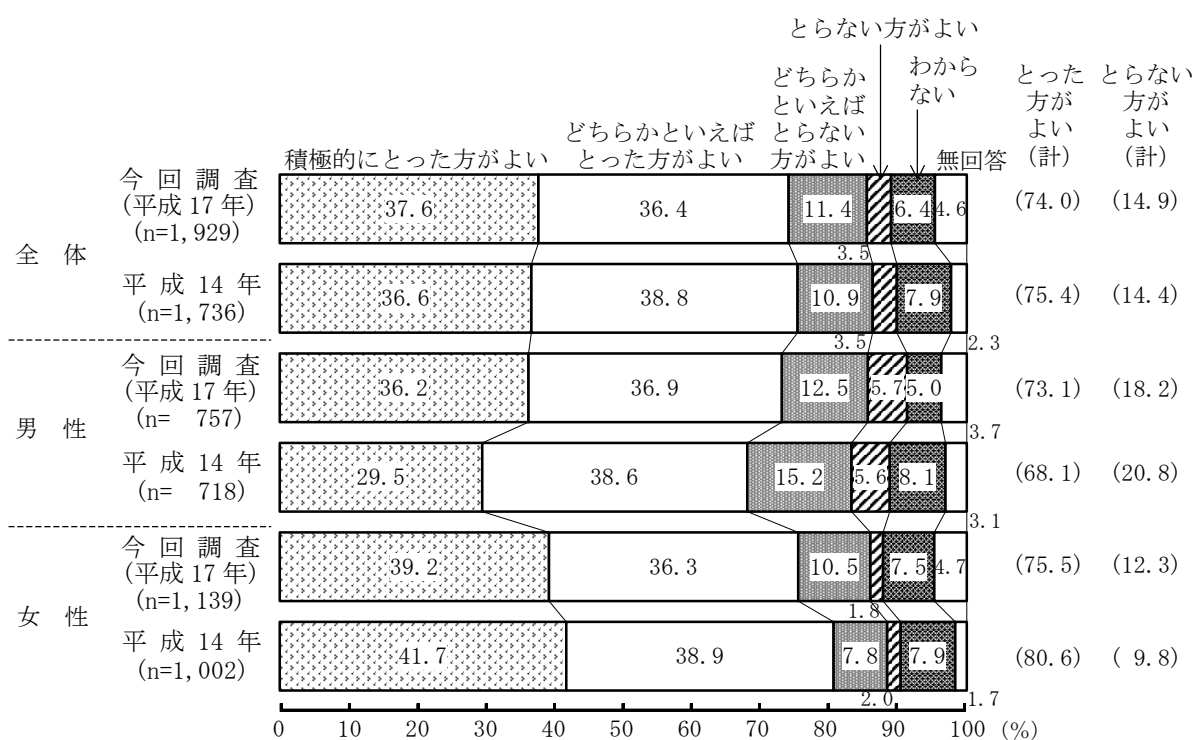 とらない方がよい
どちらか
といえば
とらない
方がよい
わから
ない
とった
方が
よい
(計)
とらない
方が
よい
(計)
積極的にとった方がよい
どちらかといえば
とった方がよい
無回答
全 体
今 回 調 査
(平成 17 年)
(n=1,929)
37.6 36.4 11.4 3.5 6.4 4.6 (74.0) (14.9)
平 成 14 年
(n=1,736)
36.6 38.8 10.9 3.5 7.9 2.3 (75.4) (14.4)
男 性
今 回 調 査
(平成 17 年)
(n= 757)
36.2 36.9 12.5 5.7 5.0 3.7 (73.1) (18.2)
平 成 14 年
(n= 718)
29.5 38.6 15.2 5.6 8.1 3.1 (68.1) (20.8)
女 性
今 回 調 査
(平成 17 年)
(n=1,139)
39.2 36.3 10.5 1.8 7.5 4.7 (75.5) (12.3)
平 成 14 年
(n=1,002)
41.7 38.9 7.8 2.0 7.9 1.7 (80.6) ( 9.8)
0 10 20 30 40 50 60 70 80 90 100 (%)